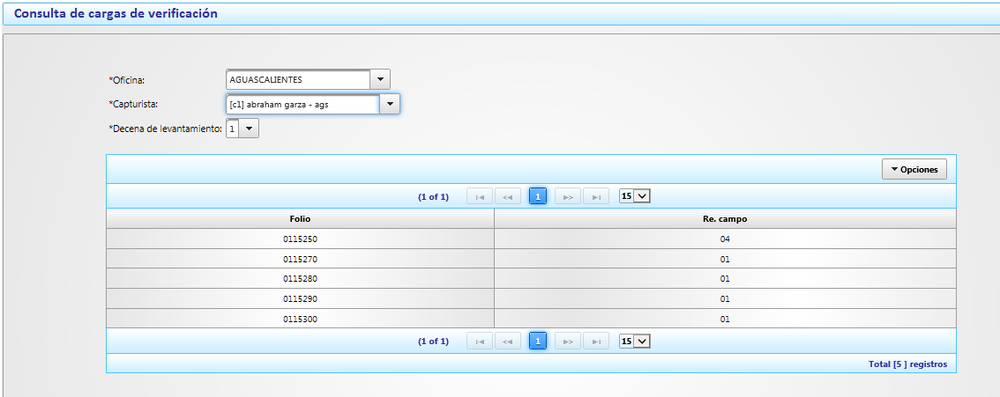 Consulta de cargas de verificación
*Oficina: AGUASCALIENTES
*Capturista: [c1] abraham garza - ags
*Decena de levantamiento: 1
Opciones
(1 of 1) 1 15
Folio Re. campo
0115250 04
0115270 01
0115280 01
0115290 01
0115300 01
(1 of 1) 1 15
Total [5 ] registros